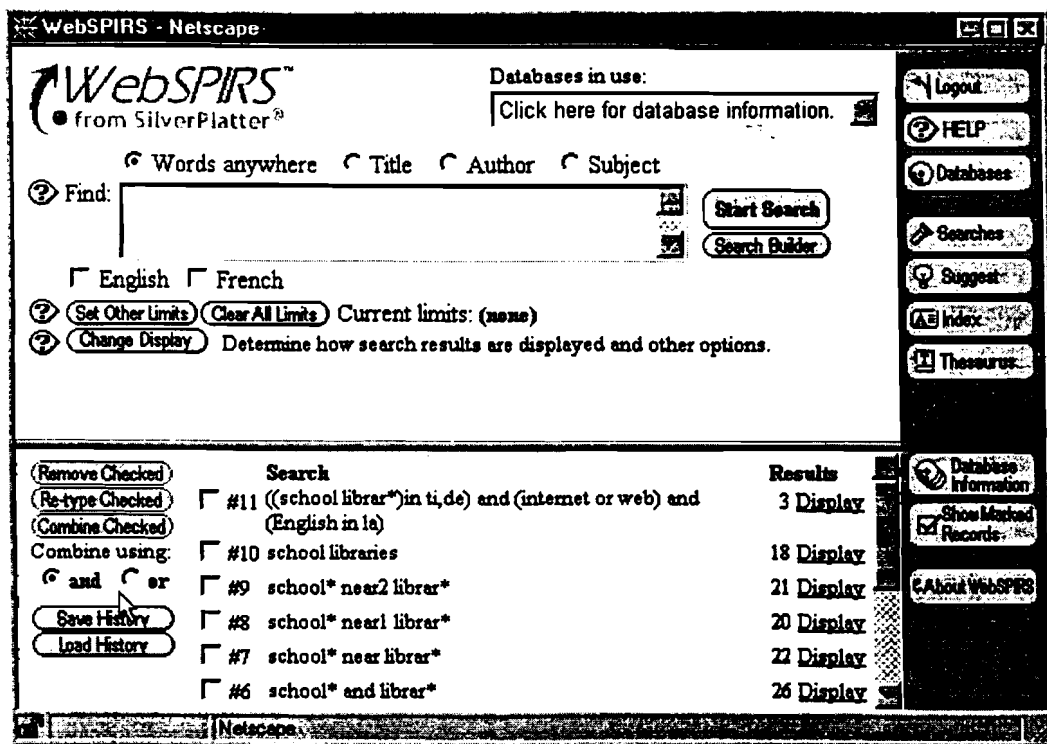 WebSPIRS - Netscape
WebSPIRS™
from SilverPlatter®
Databases in use:
Click here for database information.
Words anywhere Title Author Subject
Find:
Start Search
Search Builder
English French
Set Other Limits Clear All Limits Current limits: (none)
Change Display Determine how search results are displayed and other options.
Logout
HELP
Databases
Searches
Suggest
Index
Thesaurus
Database
Information
Show Marked
Records
About WebSPIRS
Remove Checked
Re-type Checked
Combine Checked
Combine using:
and or
Save History
Load History
Search Results
#11 ((school librar*)in ti,de) and (internet or web) and
(English in la)
3 Display
#10 school libraries 18 Display
#9 school* near2 librar* 21 Display
#8 school* near1 librar* 20 Display
#7 school* near librar* 22 Display
#6 school* and librar* 26 Display
Netscape